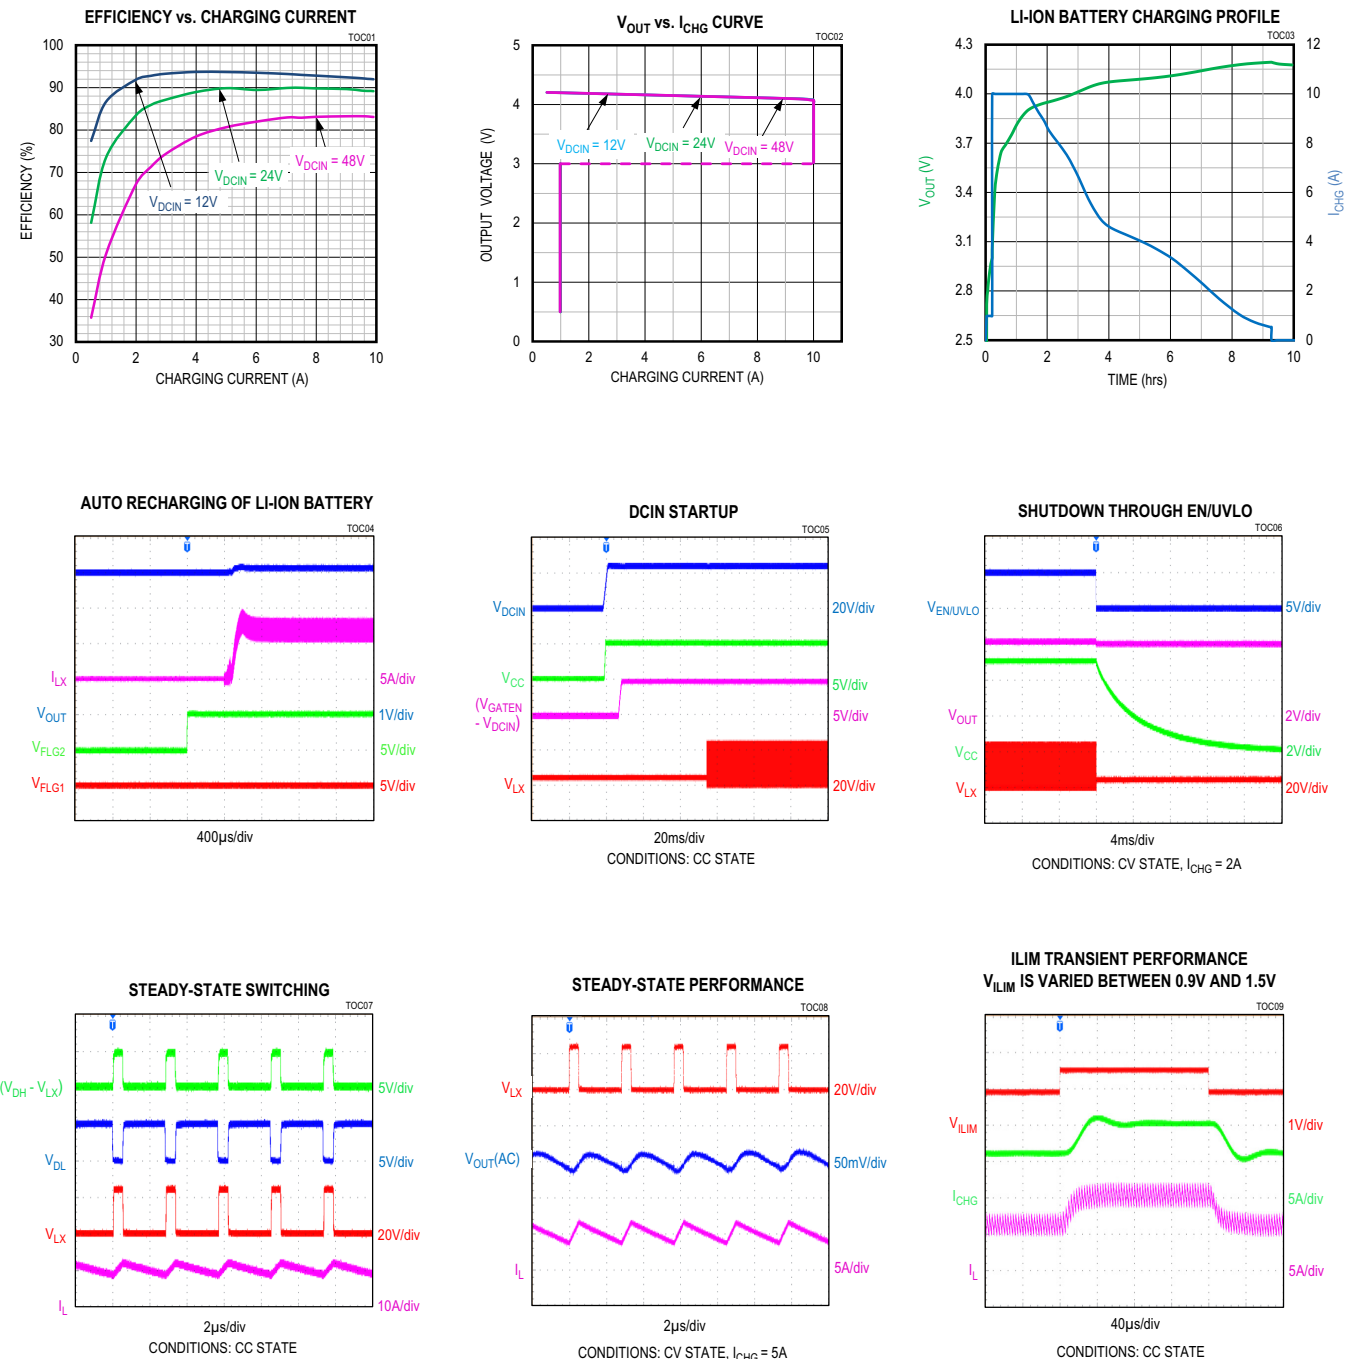 EFFICIENCY vs. CHARGING CURRENT
TOC01
100
90
80
70
60
50
40
30
EFFICIENCY (%)
VDCIN = 48V
VDCIN = 24V
VDCIN = 12V
0 2 4 6 8 10
CHARGING CURRENT (A)
VOUT vs. ICHG CURVE
TOC02
5
4
3
2
1
0
OUTPUT VOLTAGE (V)
VDCIN = 12V
VDCIN = 24V
VDCIN = 48V
0 2 4 6 8 10
CHARGING CURRENT (A)
LI-ION BATTERY CHARGING PROFILE
TOC03
4.3
4.0
3.7
3.4
3.1
2.8
2.5
VOUT (V)
12
10
8
6
4
2
0
ICHG (A)
0 2 4 6 8 10
TIME (hrs)
AUTO RECHARGING OF LI-ION BATTERY
TOC04
T
ILX
5A/div
VOUT
1V/div
VFLG2
5V/div
VFLG1
5V/div
400µs/div
DCIN STARTUP
TOC05
T
VDCIN
20V/div
VCC
5V/div
(VGATEN
- VDCIN)
5V/div
VLX
20V/div
20ms/div
CONDITIONS: CC STATE
SHUTDOWN THROUGH EN/UVLO
TOC06
T
VEN/UVLO
5V/div
VOUT
2V/div
VCC
2V/div
VLX
20V/div
4ms/div
CONDITIONS: CV STATE, ICHG = 2A
STEADY-STATE SWITCHING
TOC07
T
(VDH - VLX)
5V/div
VDL
5V/div
VLX
20V/div
IL
10A/div
2µs/div
CONDITIONS: CC STATE
STEADY-STATE PERFORMANCE
TOC08
T
VLX
20V/div
VOUT(AC)
50mV/div
IL
5A/div
2µs/div
CONDITIONS: CV STATE, ICHG = 5A
ILIM TRANSIENT PERFORMANCE
VILIM IS VARIED BETWEEN 0.9V AND 1.5V
TOC09
T
VILIM
1V/div
ICHG
5A/div
IL
5A/div
40µs/div
CONDITIONS: CC STATE